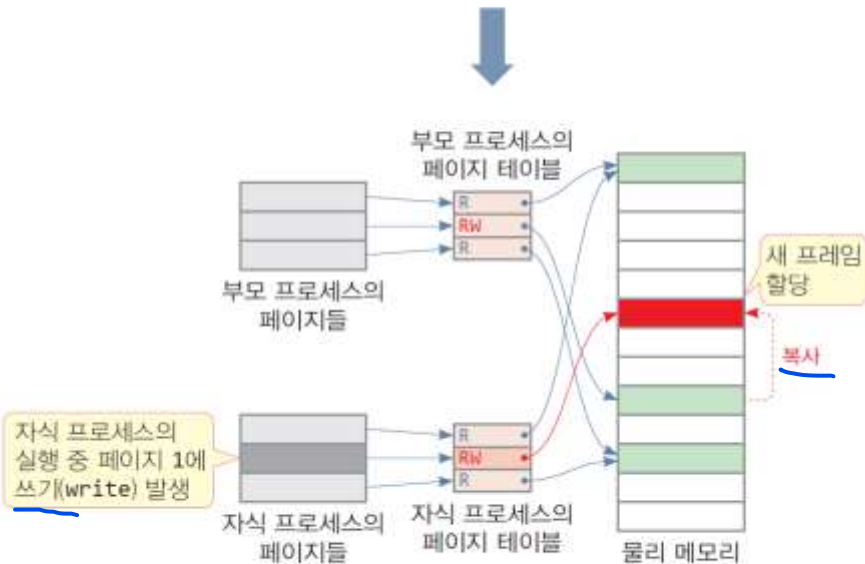 부모 프로세스의
페이지 테이블
R
RW
R
부모 프로세스의
페이지들
새 프레임
할당
복사
자식 프로세스의
실행 중 페이지 1에
쓰기(write) 발생
R
RW
R
자식 프로세스의
페이지들
자식 프로세스의
페이지 테이블
물리 메모리